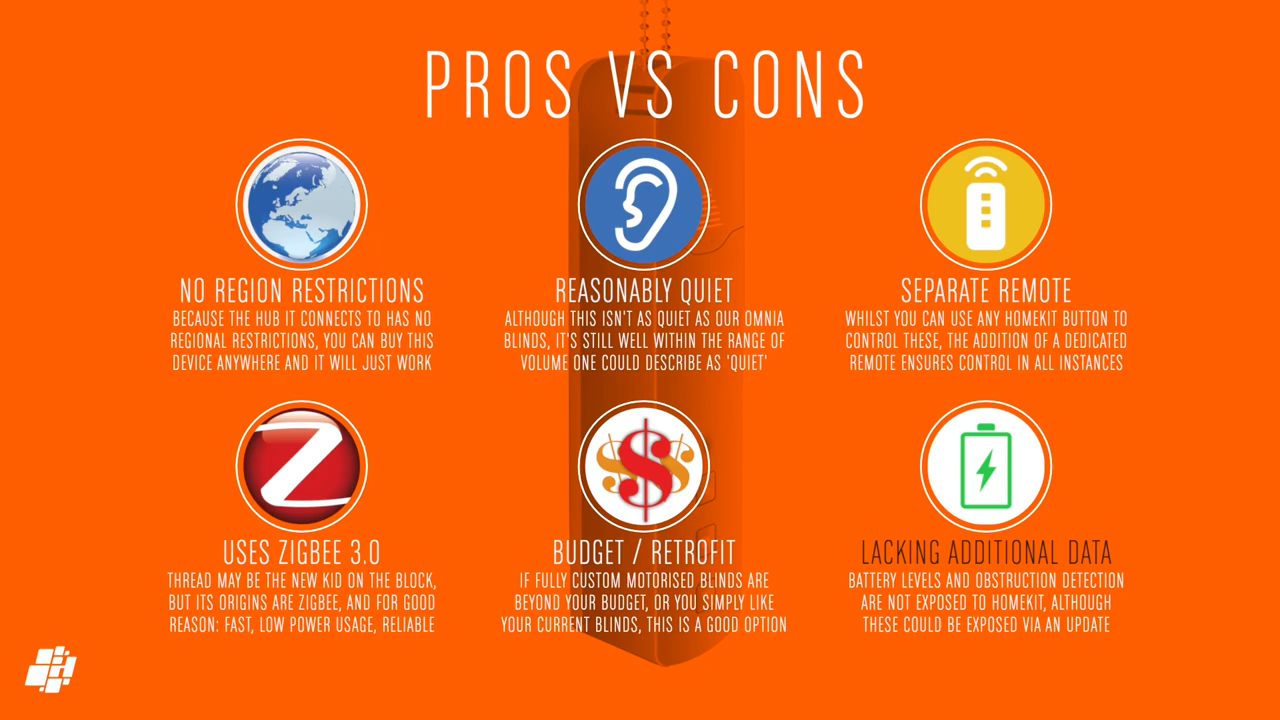 PROS VS CONS
NO REGION RESTRICTIONS
BECAUSE THE HUB IT CONNECTS TO HAS NO
REGIONAL RESTRICTIONS, YOU CAN BUY THIS
DEVICE ANYWHERE AND IT WILL JUST WORK
REASONABLY QUIET
ALTHOUGH THIS ISN'T AS QUIET AS OUR OMNIA
BLINDS, IT'S STILL WELL WITHIN THE RANGE OF
VOLUME ONE COULD DESCRIBE AS 'QUIET'
SEPARATE REMOTE
WHILST YOU CAN USE ANY HOMEKIT BUTTON TO
CONTROL THESE, THE ADDITION OF A DEDICATED
REMOTE ENSURES CONTROL IN ALL INSTANCES
USES ZIGBEE 3.0
THREAD MAY BE THE NEW KID ON THE BLOCK,
BUT ITS ORIGINS ARE ZIGBEE, AND FOR GOOD
REASON: FAST, LOW POWER USAGE, RELIABLE
BUDGET / RETROFIT
IF FULLY CUSTOM MOTORISED BLINDS ARE
BEYOND YOUR BUDGET, OR YOU SIMPLY LIKE
YOUR CURRENT BLINDS, THIS IS A GOOD OPTION
LACKING ADDITIONAL DATA
BATTERY LEVELS AND OBSTRUCTION DETECTION
ARE NOT EXPOSED TO HOMEKIT, ALTHOUGH
THESE COULD BE EXPOSED VIA AN UPDATE